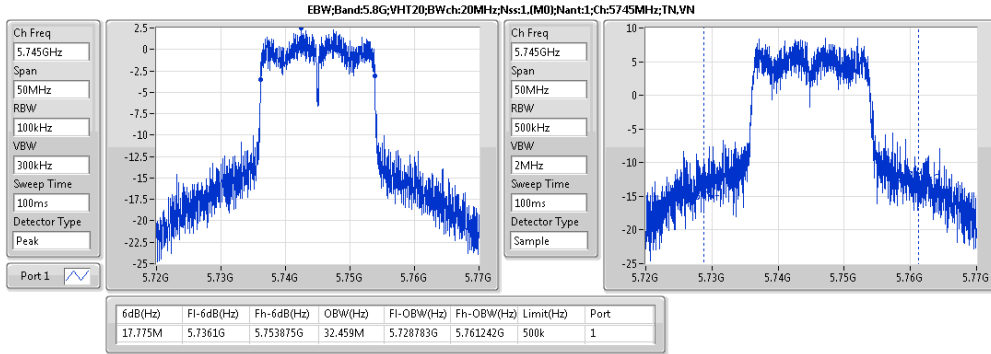 EBW;Band:5.8G;VHT20;BWch:20MHz;Nss:1,(M0);Nant:1;Ch:5745MHz;TN,VN
Ch Freq
5.745GHz
Span
50MHz
RBW
100kHz
VBW
300kHz
Sweep Time
100ms
Detector Type
Peak
Port 1
5
2.5
0
-2.5
-5
-7.5
-10
-12.5
-15
-17.5
-20
-22.5
-25
5.72G 5.73G 5.74G 5.75G 5.76G 5.77G
Ch Freq
5.745GHz
Span
50MHz
RBW
500kHz
VBW
2MHz
Sweep Time
100ms
Detector Type
Sample
10
5
0
-5
-10
-15
-20
-25
5.72G 5.73G 5.74G 5.75G 5.76G 5.77G
6dB(Hz) Fl-6dB(Hz) Fh-6dB(Hz) OBW(Hz) Fl-OBW(Hz) Fh-OBW(Hz) Limit(Hz) Port
17.775M 5.7361G 5.753875G 32.459M 5.728783G 5.761242G 500k 1